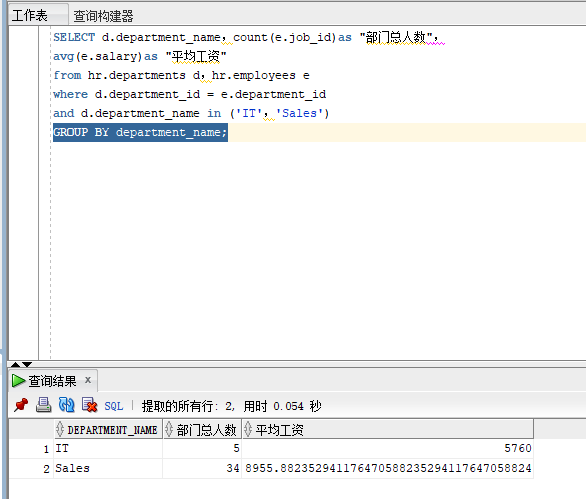 工作表 查询构建器
SELECT d.department_name，count(e.job_id)as "部门总人数"，
avg(e.salary)as "平均工资"
from hr.departments d，hr.employees e
where d.department_id = e.department_id
and d.department_name in ('IT'，'Sales')
GROUP BY department_name;
查询结果 x
SQL | 提取的所有行: 2, 用时 0.054 秒
DEPARTMENT_NAME 部门总人数 平均工资
1 IT 5 5760
2 Sales 34 8955.88235294117647058823529411764705882​4